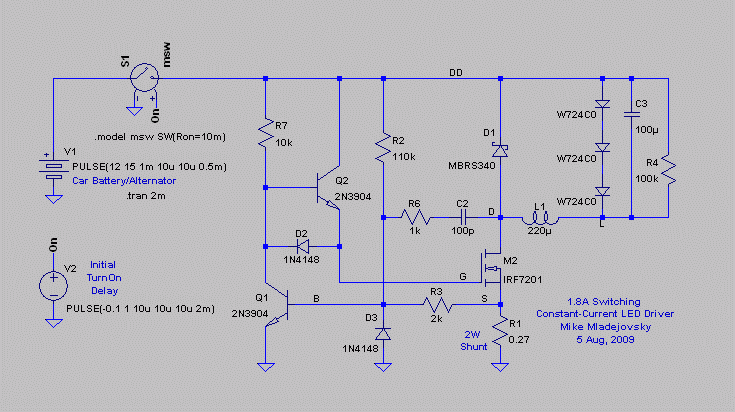 S1
msw
On
DD
.model msw SW(Ron=10m)
V1
PULSE(12 15 1m 10u 10u 0.5m)
Car Battery/Alternator
.tran 2m
R7
10k
Q2
2N3904
R2
110k
D1
MBRS340
W724C0
W724C0
W724C0
C3
100µ
R4
100k
R6
1k
C2
100p
D
L1
220µ
L
D2
1N4148
G
M2
IRF7201
On
V2
Initial
TurnOn
Delay
PULSE(-0.1 1 10u 10u 10u 2m)
Q1
2N3904
B
R3
2k
S
D3
1N4148
2W
Shunt
R1
0.27
1.8A Switching
Constant-Current LED Driver
Mike Mladejovsky
5 Aug, 2009